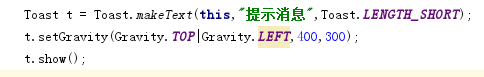 Toast t = Toast.makeText(this,"提示消息",Toast.LENGTH_SHORT);
t.setGravity(Gravity.TOP|Gravity.LEFT,400,300);
t.show();